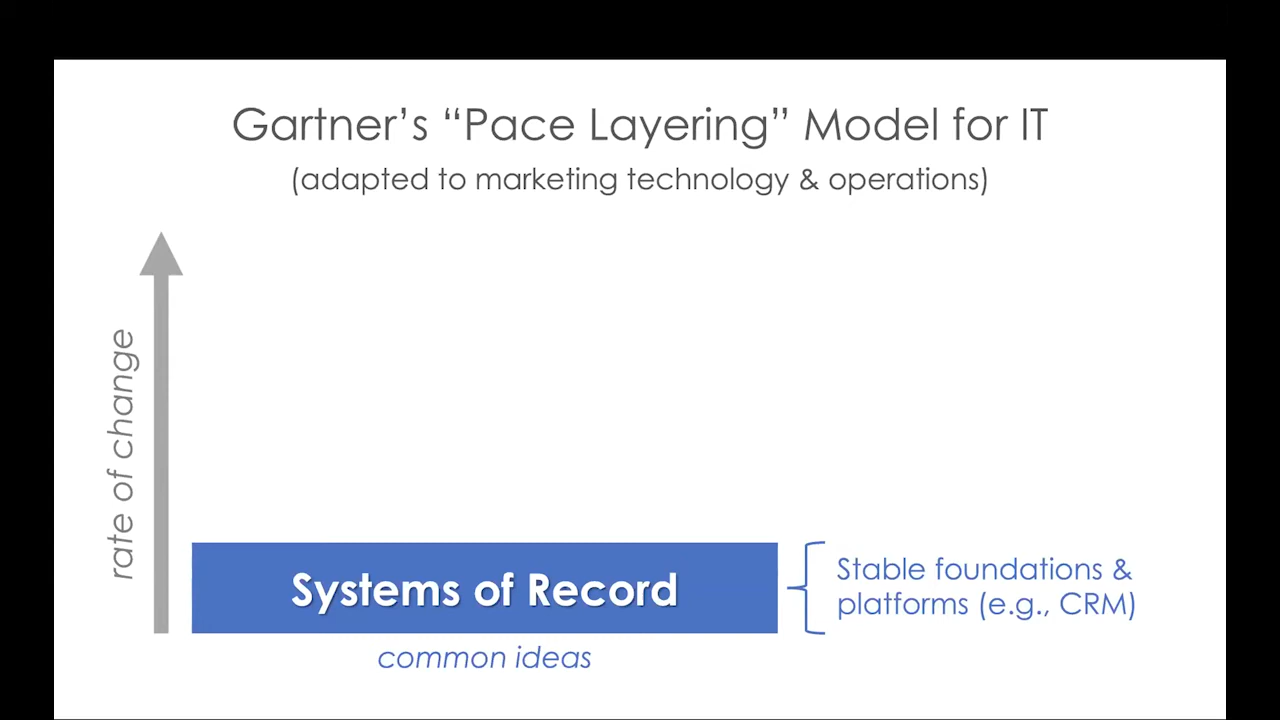 Gartner’s “Pace Layering” Model for IT
(adapted to marketing technology & operations)
rate of change
Systems of Record
Stable foundations &
platforms (e.g., CRM)
common ideas